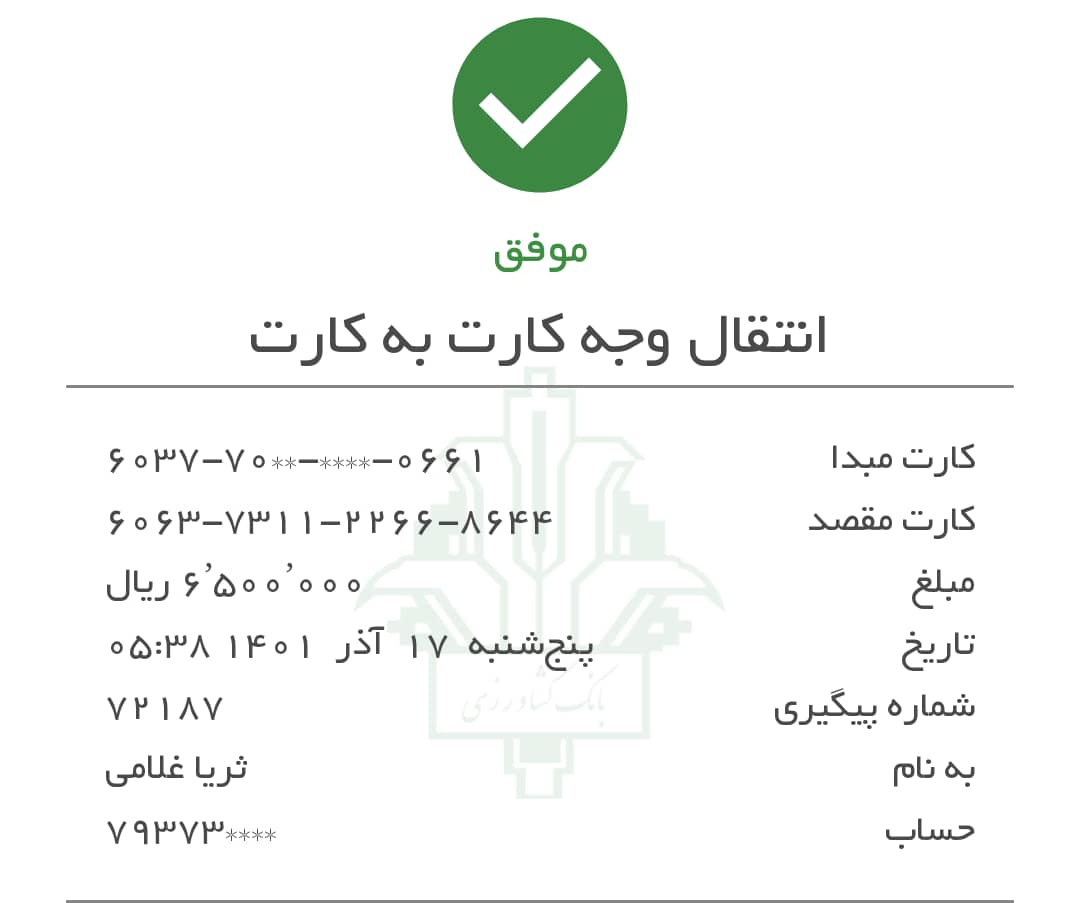 موفق
انتقال وجه کارت به کارت
کارت مبدا ۶۰۳۷-۷۰**-****-۰۶۶۱
کارت مقصد ۶۰۶۳-۷۳۱۱-۲۲۶۶-۸۶۴۴
مبلغ ۶٬۵۰۰٬۰۰۰ ریال
تاریخ پنج‌شنبه ۱۷ آذر ۱۴۰۱ ۰۵:۳۸
شماره پیگیری ۷۲۱۸۷
به نام ثریا غلامی
حساب ۷۹۳۷۳****
بانک کشاورزی